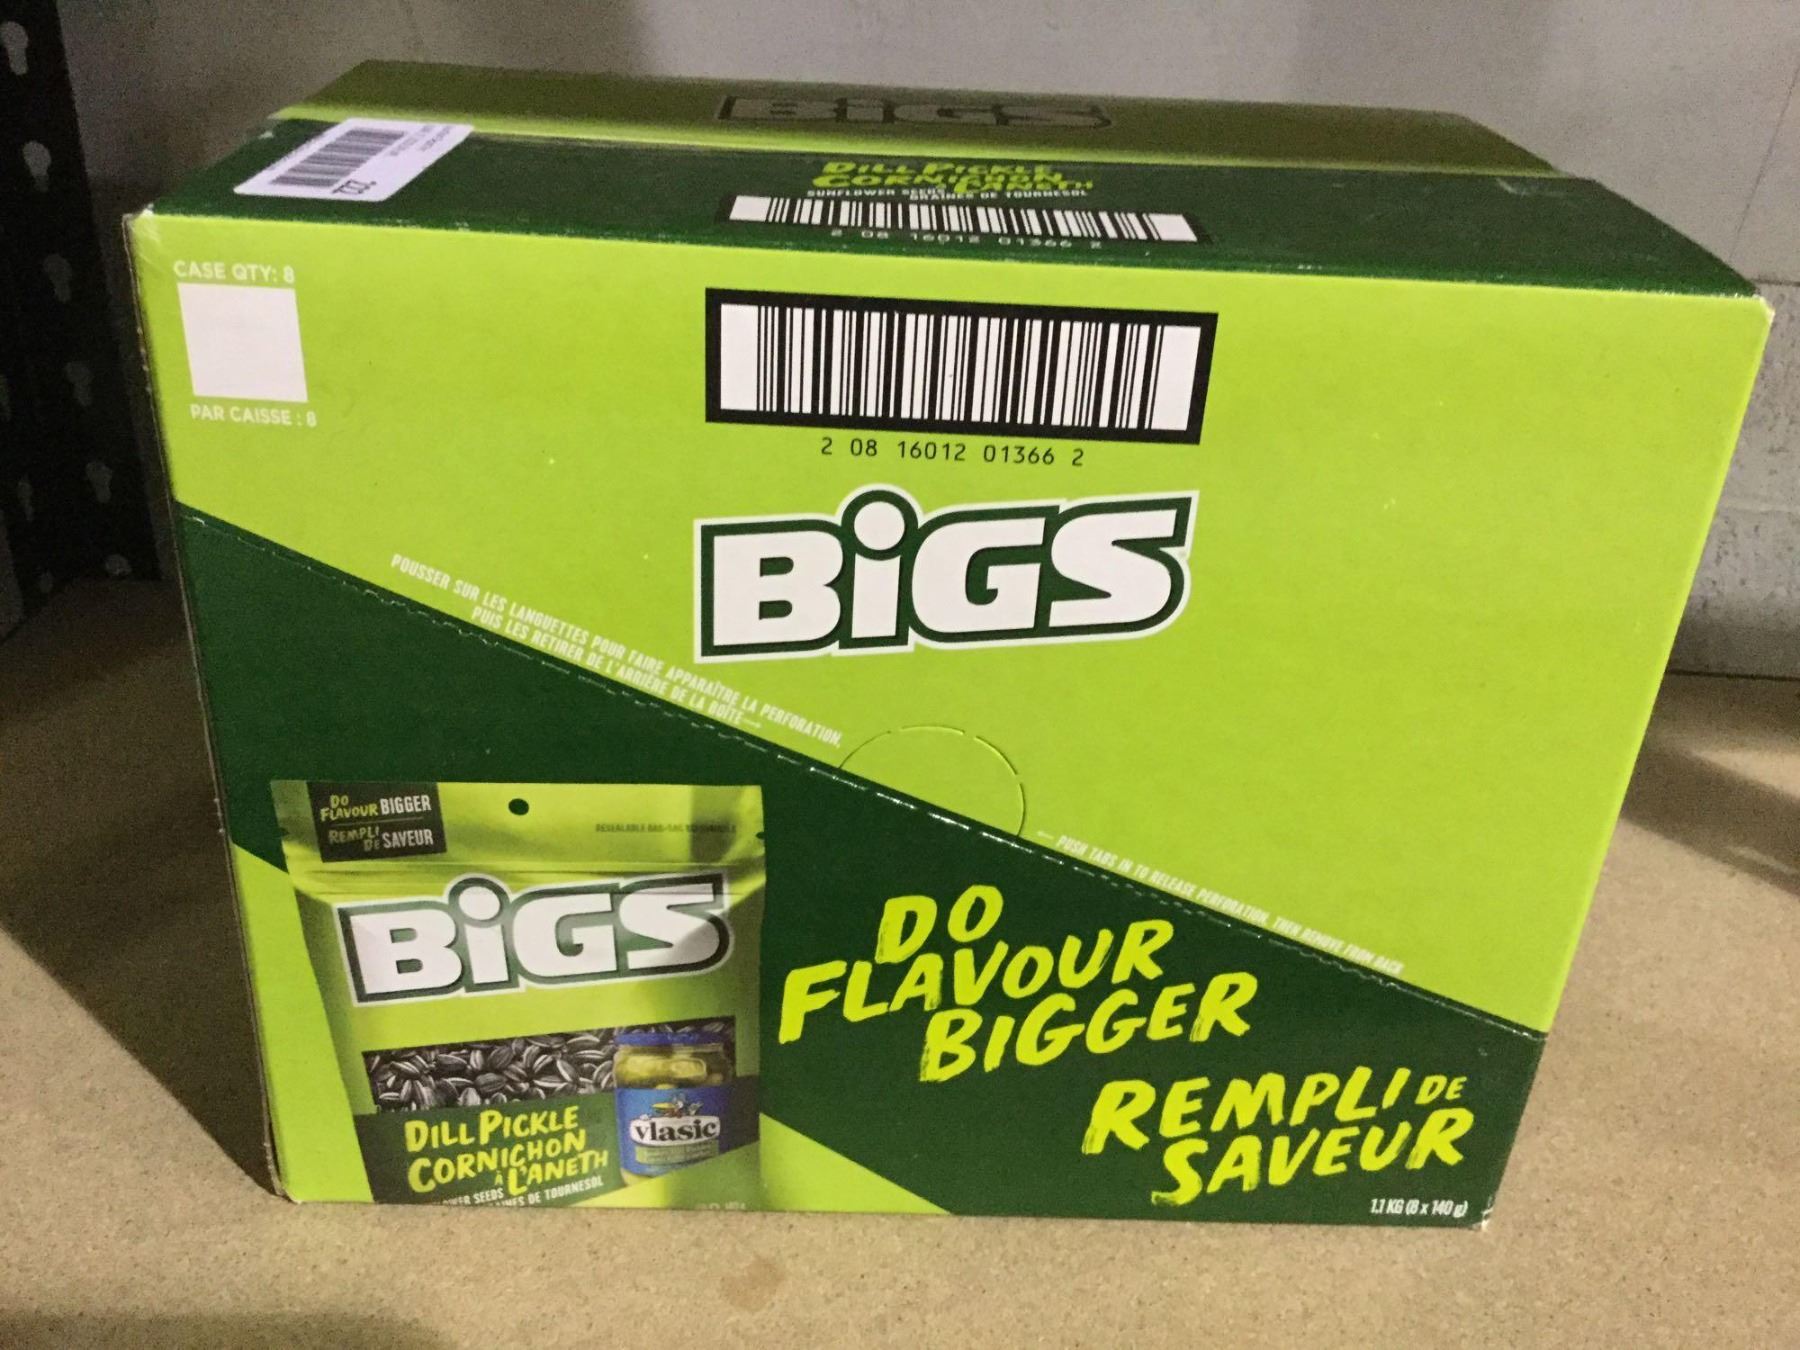 BiGS
DILL PICKLE
CORNICHON
À L'ANETH
SUNFLOWER SEEDS
GRAINES DE TOURNESOL
2 08 16012 01366 2
CASE QTY: 8
PAR CAISSE : 8
2 08 16012 01366 2
BiGS
POUSSER SUR LES LANGUETTES POUR FAIRE APPARAÎTRE LA PERFORATION,
PUIS LES RETIRER DE L'ARRIÈRE DE LA BOÎTE
PUSH TABS IN TO RELEASE PERFORATION, THEN REMOVE FROM BACK
DO
FLAVOUR BIGGER
REMPLI
DE SAVEUR
BiGS
DILL PICKLE
CORNICHON
À L'ANETH
SEEDS
DE TOURNESOL
vlasic
DO
FLAVOUR
BIGGER
REMPLI DE
SAVEUR
1.1 KG (8 x 140 g)